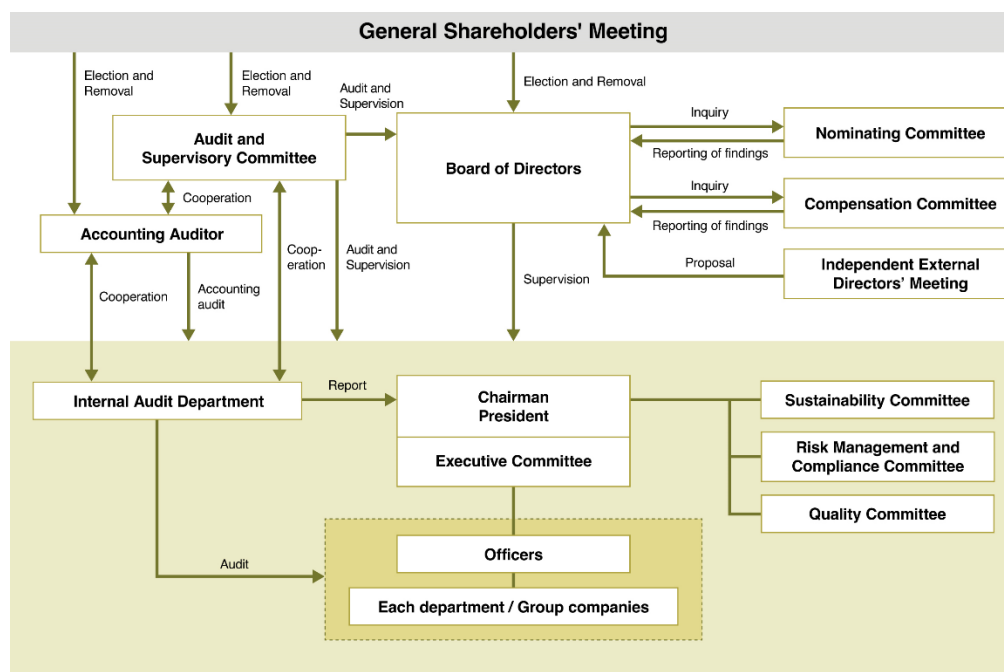 General Shareholders' Meeting
Election and
Removal
Election and
Removal
Audit and
Supervision
Election and Removal
Audit and
Supervisory Committee
Board of Directors
Inquiry
Reporting of findings
Nominating Committee
Inquiry
Reporting of findings
Compensation Committee
Cooperation
Accounting Auditor
Proposal
Independent External
Directors' Meeting
Cooperation
Accounting
audit
Coop-
eration
Audit and
Supervision
Supervision
Internal Audit Department
Report
Chairman
President
Executive Committee
Sustainability Committee
Risk Management and
Compliance Committee
Quality Committee
Audit
Officers
Each department / Group companies